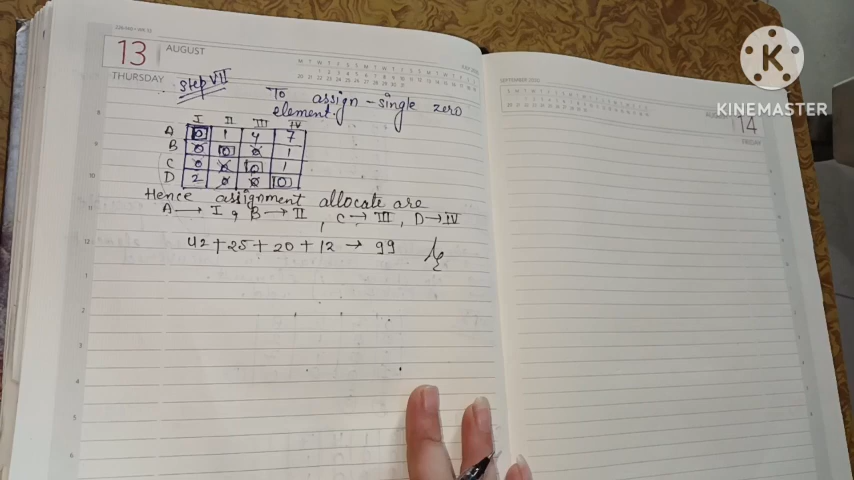 13 AUGUST
THURSDAY
Step VII
To assign - single zero
element.
I II III IV
A 0 1 4 7
B 0 0 0 1
C 0 0 0 1
D 2 0 0 0
Hence assignment allocate are
A → I, B → II, C → III, D → IV
42 + 25 + 20 + 12 → 99
K
KINEMASTER
14
FRIDAY